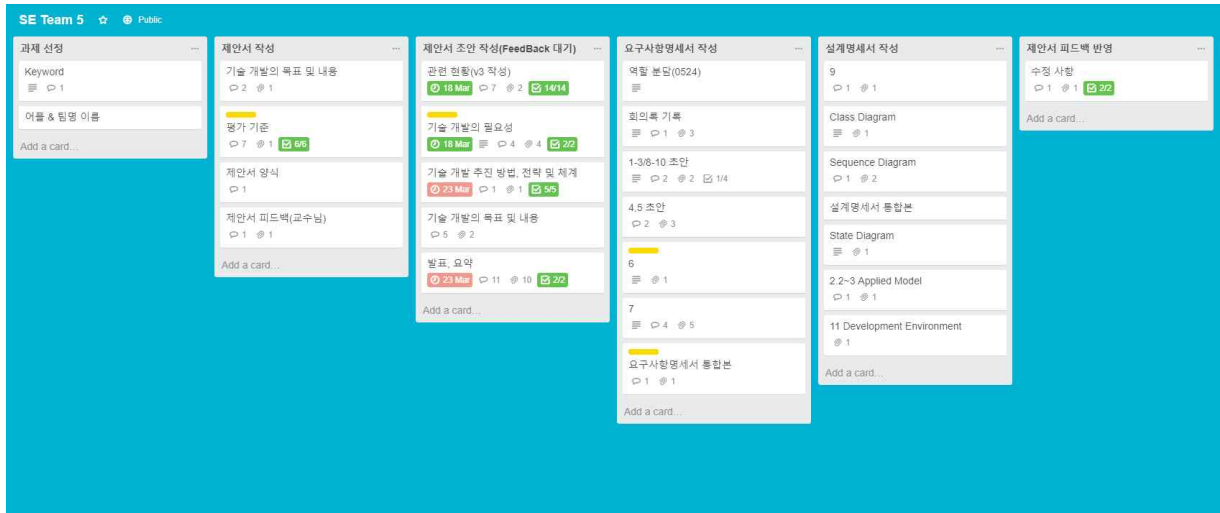 SE Team 5 Public
과제 선정
Keyword
1
어플 & 팀명 이름
Add a card...
제안서 작성
기술 개발의 목표 및 내용
2 1
평가 기준
7 1 6/6
제안서 양식
1
제안서 피드백(교수님)
1 1
Add a card...
제안서 초안 작성(FeedBack 대기)
관련 현황(v3 작성)
18 Mar 7 2 14/14
기술 개발의 필요성
18 Mar 4 4 2/2
기술 개발 추진 방법, 전략 및 체계
23 Mar 1 1 5/5
기술 개발의 목표 및 내용
5 2
발표, 요약
23 Mar 11 10 2/2
Add a card...
요구사항명세서 작성
역할 분담(0524)
회의록 기록
1 3
1-3/8-10 초안
2 2 1/4
4,5 초안
2 3
6
1
7
4 5
요구사항명세서 통합본
1 1
Add a card...
설계명세서 작성
9
1 1
Class Diagram
1
Sequence Diagram
1 2
설계명세서 통합본
State Diagram
1
2.2~3 Applied Model
1 1
11 Development Environment
1
Add a card...
제안서 피드백 반영
수정 사항
1 1 2/2
Add a card...